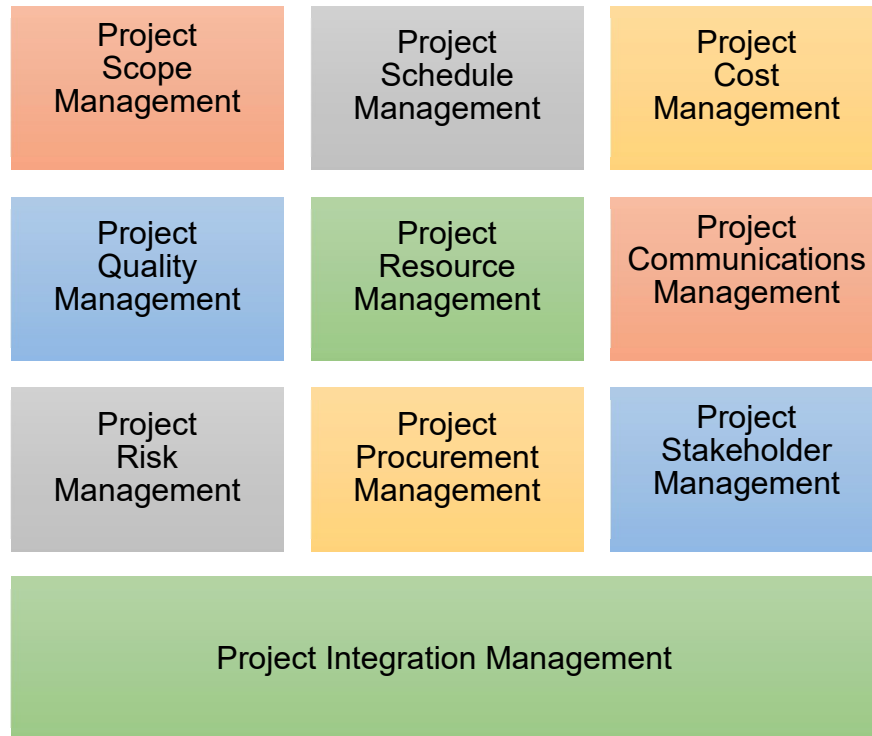 Project
Scope
Management
Project
Schedule
Management
Project
Cost
Management
Project
Quality
Management
Project
Resource
Management
Project
Communications
Management
Project
Risk
Management
Project
Procurement
Management
Project
Stakeholder
Management
Project Integration Management